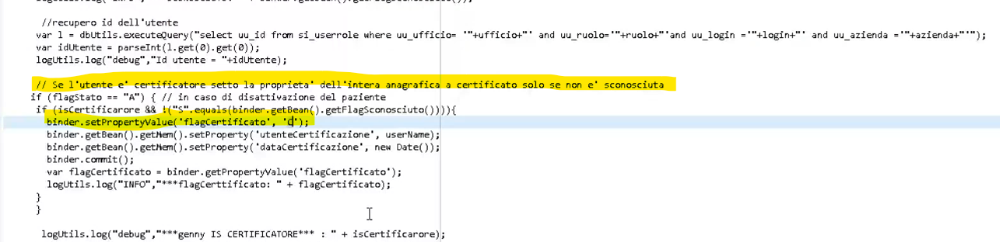 //recupero id dell'utente
var l = dbUtils.executeQuery("select uu_id from si_userrole where uu_ufficio= '"+ufficio+"' and uu_ruolo='"+ruolo+"'and uu_login ='"+login+"' and uu_azienda ='"+azienda+"'");
var idUtente = parseInt(l.get(0).get(0));
logUtils.log("debug","Id utente = "+idUtente);
// Se l'utente e' certificatore setto la proprieta' dell'intera anagrafica a certificato solo se non e' sconosciuta
if (flagStato == "A") { // in caso di disattivazione del paziente
if (isCertificarore && !("S".equals(binder.getBean().getFlagSconosciuto()))){
binder.setPropertyValue('flagCertificato', 'c');
binder.getBean().getMem().setProperty('utenteCertificazione', userName);
binder.getBean().getMem().setProperty('dataCertificazione', new Date());
binder.commit();
var flagCertificato = binder.getPropertyValue('flagCertificato');
logUtils.log("INFO","***flagCerttificato: " + flagCertificato);
}
}
logUtils.log("debug","***genny IS CERTIFICATORE*** : " + isCertificarore);